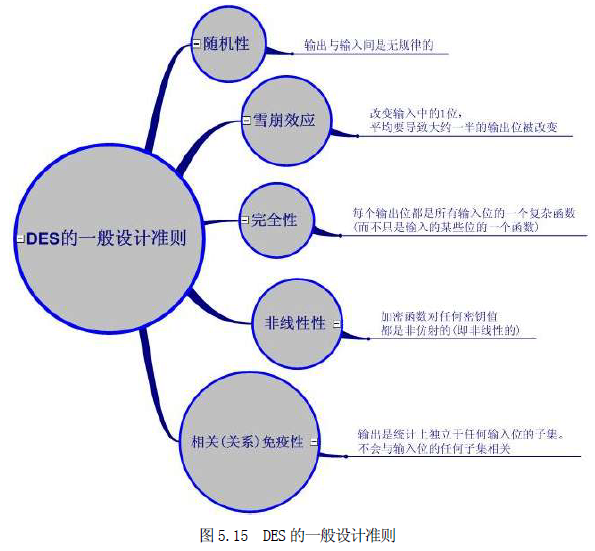 随机性
输出与输入间是无规律的
雪崩效应
改变输入中的1位，
平均要导致大约一半的输出位被改变
DES的一般设计准则
完全性
每个输出位都是所有输入位的一个复杂函数
(而不只是输入的某些位的一个函数)
非线性性
加密函数对任何密钥值
都是非仿射的(即非线性的)
相关(关系)免疫性
输出是统计上独立于任何输入位的子集。
不会与输入位的任何子集相关
图 5.15 DES 的一般设计准则